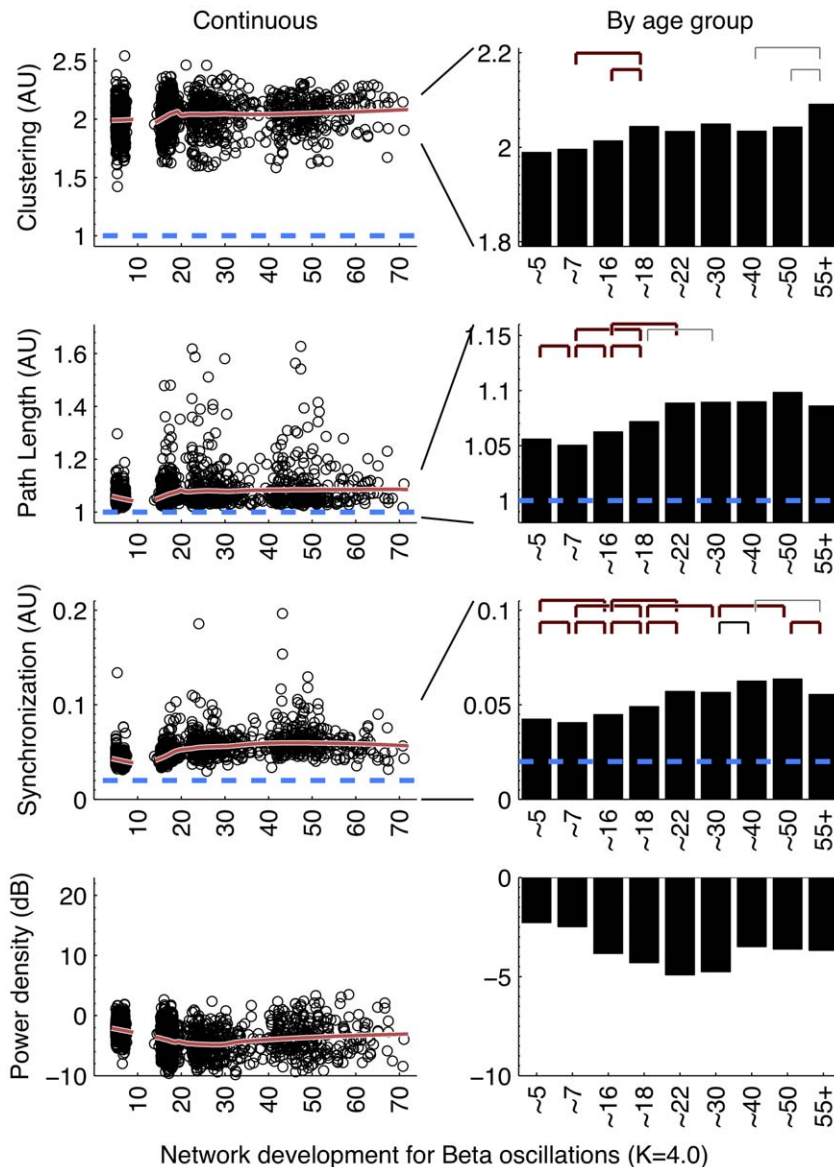 Continuous
By age group
Clustering (AU)
2.5
2
1.5
1
10 20 30 40 50 60 70
2.2
2
1.8
~5 ~7 ~16 ~18 ~22 ~30 ~40 ~50 55+
Path Length (AU)
1.6
1.4
1.2
1
10 20 30 40 50 60 70
1.15
1.1
1.05
1
~5 ~7 ~16 ~18 ~22 ~30 ~40 ~50 55+
Synchronization (AU)
0.2
0.1
0
10 20 30 40 50 60 70
0.1
0.05
0
~5 ~7 ~16 ~18 ~22 ~30 ~40 ~50 55+
Power density (dB)
20
10
0
−10
10 20 30 40 50 60 70
0
−5
−10
~5 ~7 ~16 ~18 ~22 ~30 ~40 ~50 55+
Network development for Beta oscillations (K=4.0)